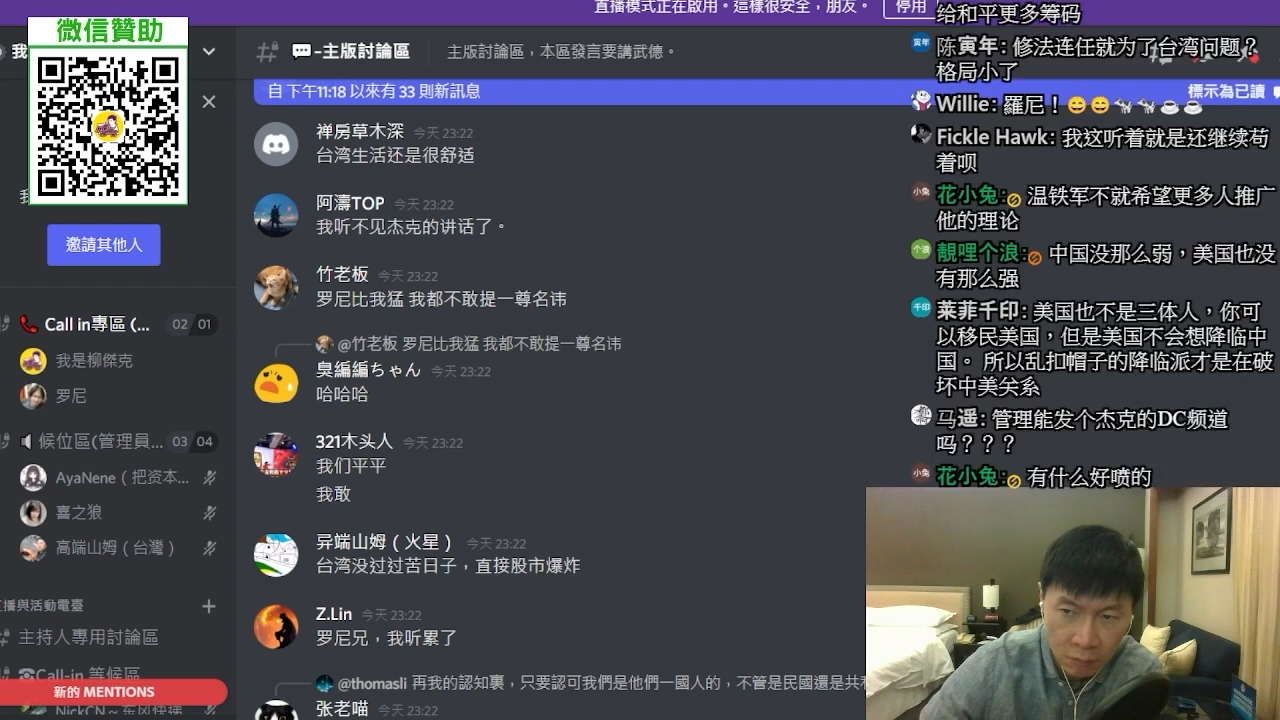 直播模式正在啟用。這樣很安全，朋友。
停用
微信贊助
我
邀請其他人
Call in專區 (...
02
01
我是柳傑克
罗尼
候位區(管理員...
03
04
AyaNene（把资本...
喜之狼
高端山姆（台灣）
直播與活動電臺
主持人專用討論區
Call-in 等候區
新的 MENTIONS
NickCN～东风快递
-主版討論區
主版討論區，本區發言要講武德。
自 下午11:18 以來有 33 則新訊息
標示為已讀
禅房草木深 今天 23:22
台湾生活还是很舒适
阿濤TOP 今天 23:22
我听不见杰克的讲话了。
竹老板 今天 23:22
罗尼比我猛 我都不敢提一尊名讳
@竹老板 罗尼比我猛 我都不敢提一尊名讳
臭編編ちゃん 今天 23:22
哈哈哈
321木头人 今天 23:22
我们平平
我敢
异端山姆（火星） 今天 23:22
台湾没过过苦日子，直接股市爆炸
Z.Lin 今天 23:22
罗尼兄，我听累了
@thomasli 再我的認知裏，只要認可我們是他們一國人的，不管是民國還是共和
张老喵 今天 23:22
给和平更多筹码
陈寅年: 修法连任就为了台湾问题？
格局小了
Willie: 羅尼！😄😄🐄🐄☕☕
Fickle Hawk: 我这听着就是还继续苟
着呗
花小兔: 温铁军不就希望更多人推广
他的理论
靓哩个浪: 中国没那么弱，美国也没
有那么强
莱菲千印: 美国也不是三体人，你可
以移民美国，但是美国不会想降临中
国。 所以乱扣帽子的降临派才是在破
坏中美关系
马遥: 管理能发个杰克的DC频道
吗？？？
花小兔: 有什么好喷的